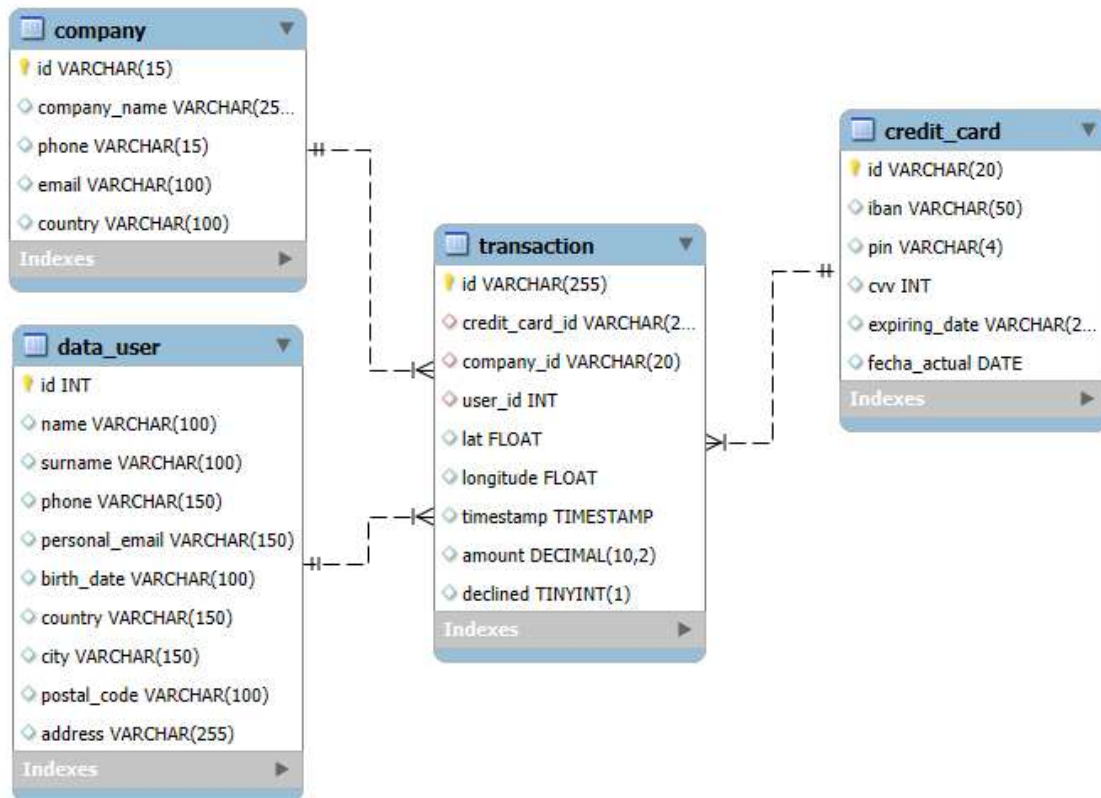 company
id VARCHAR(15)
company_name VARCHAR(25...
phone VARCHAR(15)
email VARCHAR(100)
country VARCHAR(100)
Indexes
data_user
id INT
name VARCHAR(100)
surname VARCHAR(100)
phone VARCHAR(150)
personal_email VARCHAR(150)
birth_date VARCHAR(100)
country VARCHAR(150)
city VARCHAR(150)
postal_code VARCHAR(100)
address VARCHAR(255)
Indexes
transaction
id VARCHAR(255)
credit_card_id VARCHAR(2...
company_id VARCHAR(20)
user_id INT
lat FLOAT
longitude FLOAT
timestamp TIMESTAMP
amount DECIMAL(10,2)
declined TINYINT(1)
Indexes
credit_card
id VARCHAR(20)
iban VARCHAR(50)
pin VARCHAR(4)
cvv INT
expiring_date VARCHAR(2...
fecha_actual DATE
Indexes